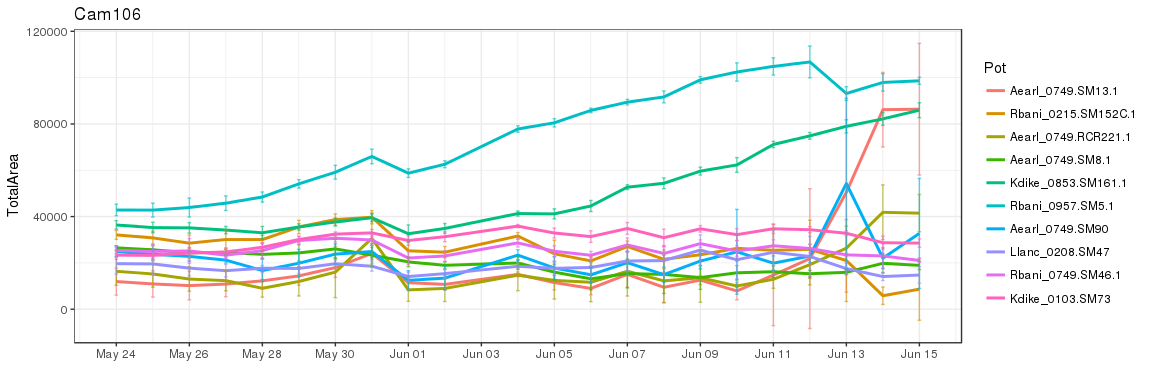 Cam106
TotalArea
120000
80000
40000
0
May 24
May 26
May 28
May 30
Jun 01
Jun 03
Jun 05
Jun 07
Jun 09
Jun 11
Jun 13
Jun 15
Pot
Aearl_0749.SM13.1
Rbani_0215.SM152C.1
Aearl_0749.RCR221.1
Aearl_0749.SM8.1
Kdike_0853.SM161.1
Rbani_0957.SM5.1
Aearl_0749.SM90
Llanc_0208.SM47
Rbani_0749.SM46.1
Kdike_0103.SM73